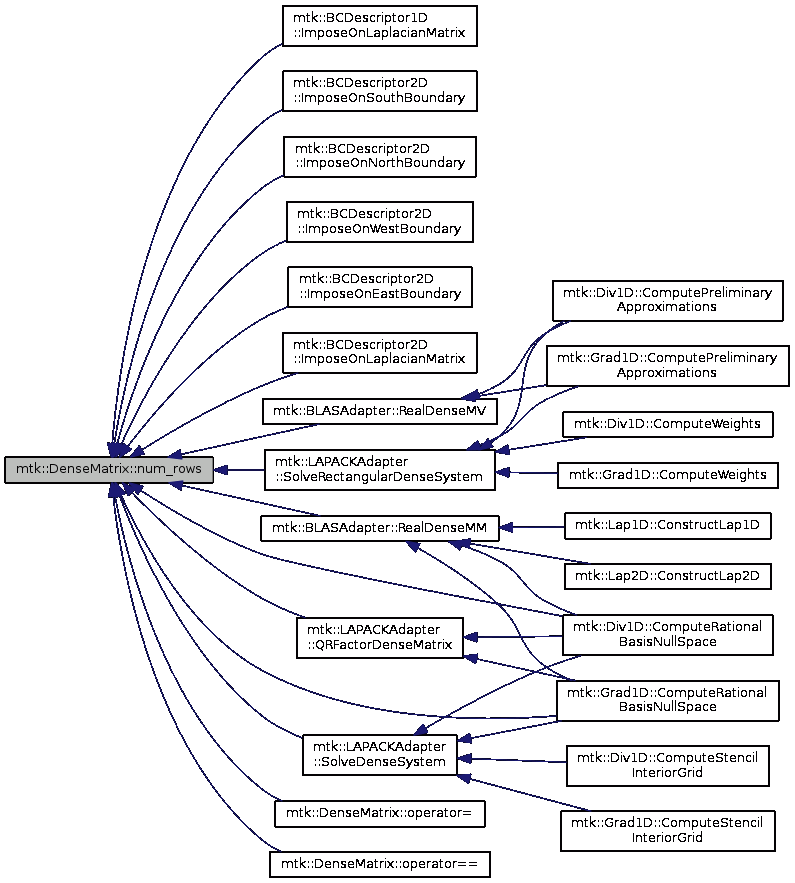 mtk::BCDescriptor1D
::ImposeOnLaplacianMatrix
mtk::BCDescriptor2D
::ImposeOnSouthBoundary
mtk::BCDescriptor2D
::ImposeOnNorthBoundary
mtk::BCDescriptor2D
::ImposeOnWestBoundary
mtk::BCDescriptor2D
::ImposeOnEastBoundary
mtk::BCDescriptor2D
::ImposeOnLaplacianMatrix
mtk::BLASAdapter::RealDenseMV
mtk::DenseMatrix::num_rows
mtk::LAPACKAdapter
::SolveRectangularDenseSystem
mtk::BLASAdapter::RealDenseMM
mtk::LAPACKAdapter
::QRFactorDenseMatrix
mtk::LAPACKAdapter
::SolveDenseSystem
mtk::DenseMatrix::operator=
mtk::DenseMatrix::operator==
mtk::Div1D::ComputePreliminary
Approximations
mtk::Grad1D::ComputePreliminary
Approximations
mtk::Div1D::ComputeWeights
mtk::Grad1D::ComputeWeights
mtk::Lap1D::ConstructLap1D
mtk::Lap2D::ConstructLap2D
mtk::Div1D::ComputeRational
BasisNullSpace
mtk::Grad1D::ComputeRational
BasisNullSpace
mtk::Div1D::ComputeStencil
InteriorGrid
mtk::Grad1D::ComputeStencil
InteriorGrid